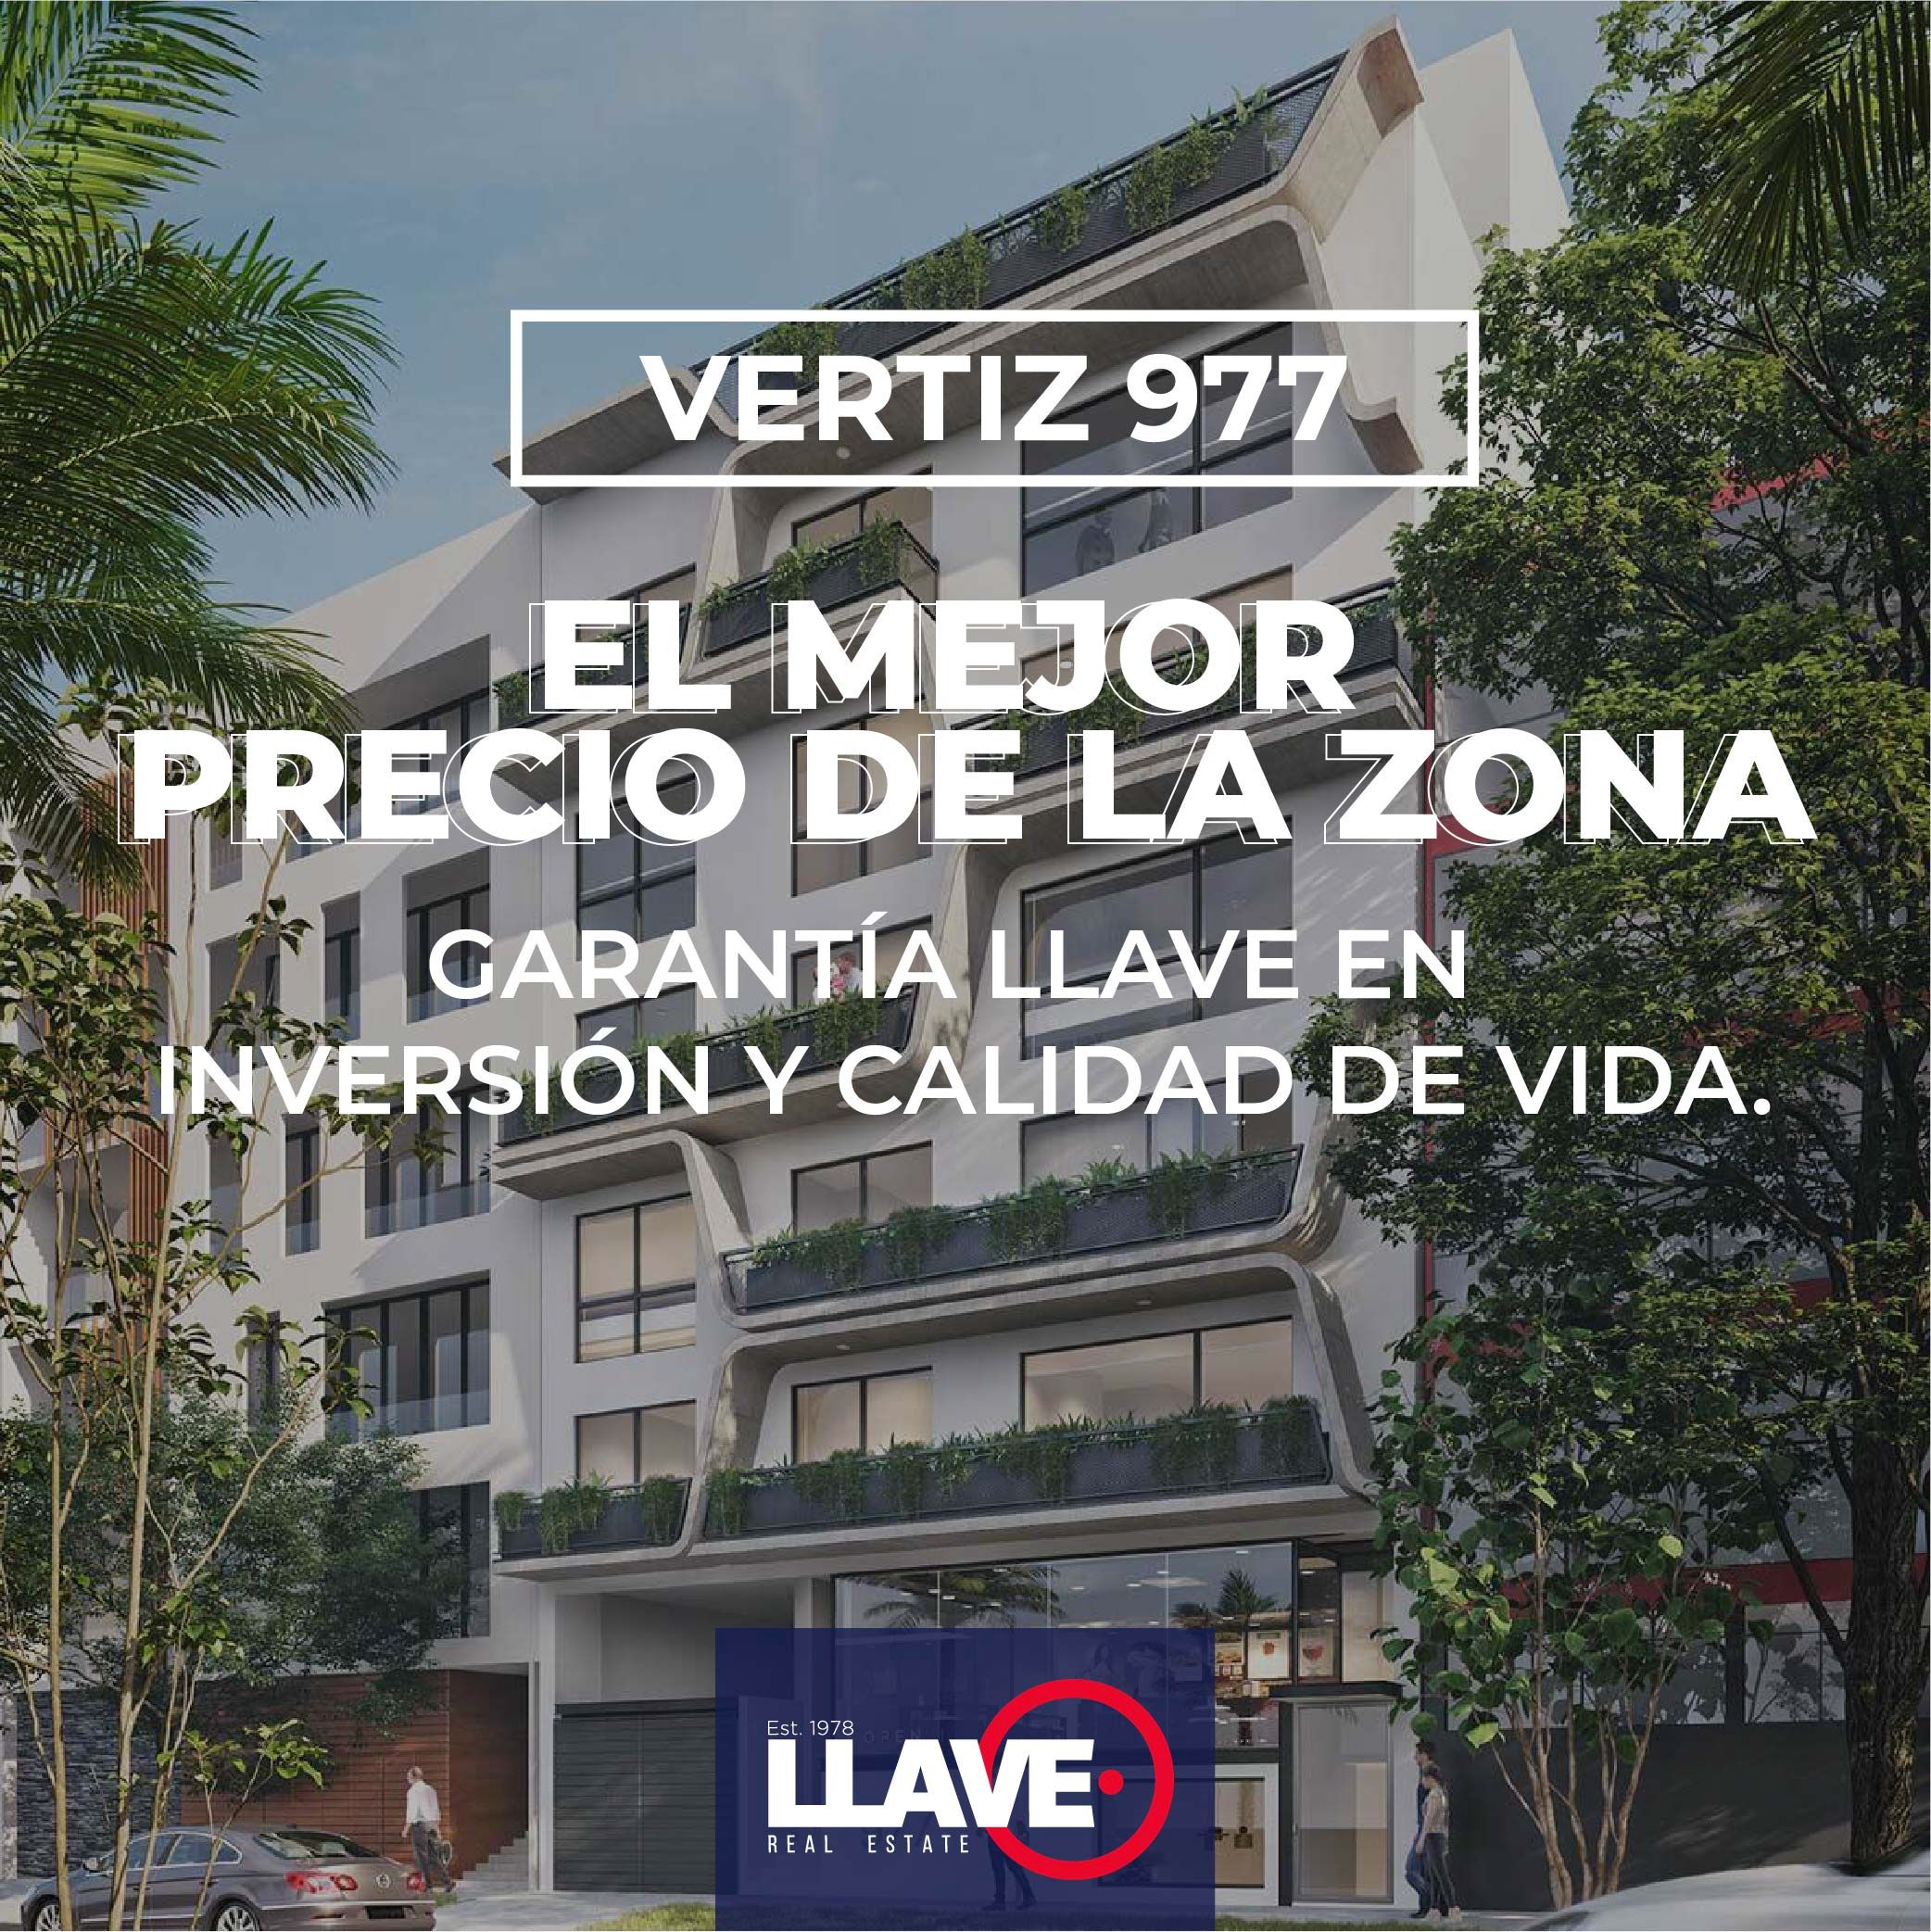 VERTIZ 977
EL MEJOR
PRECIO DE LA ZONA
GARANTÍA LLAVE EN
INVERSIÓN Y CALIDAD DE VIDA.
Est. 1978
LLAVE
REAL ESTATE